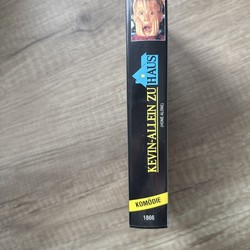 KEVIN-ALLEIN ZU HAUS
(HOME ALONE)
KOMÖDIE
1866